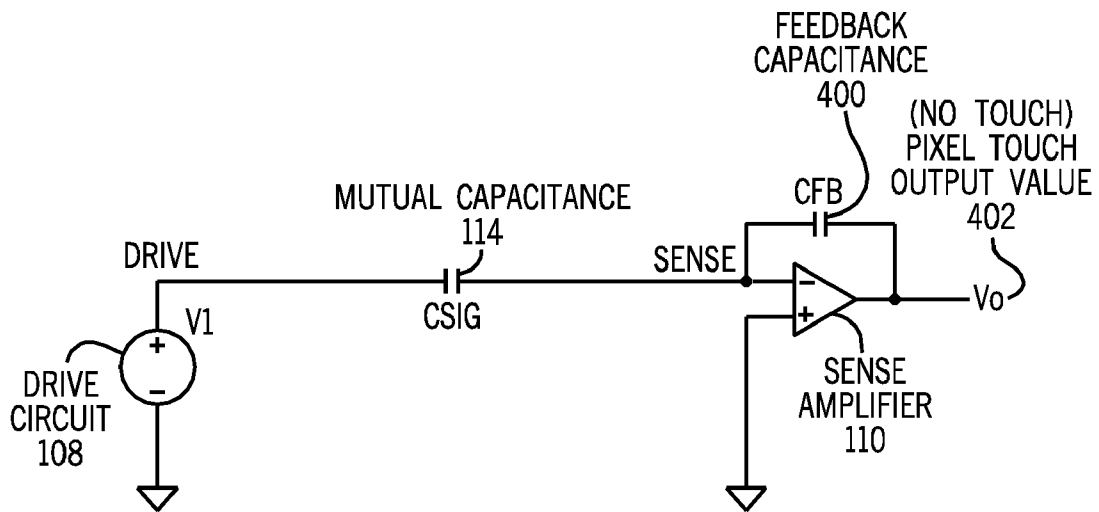 FEEDBACK
CAPACITANCE
400
(NO TOUCH)
PIXEL TOUCH
OUTPUT VALUE
402
CFB
MUTUAL CAPACITANCE
114
DRIVE
SENSE
CSIG
Vo
V1
+
−
−
+
DRIVE
CIRCUIT
108
SENSE
AMPLIFIER
110